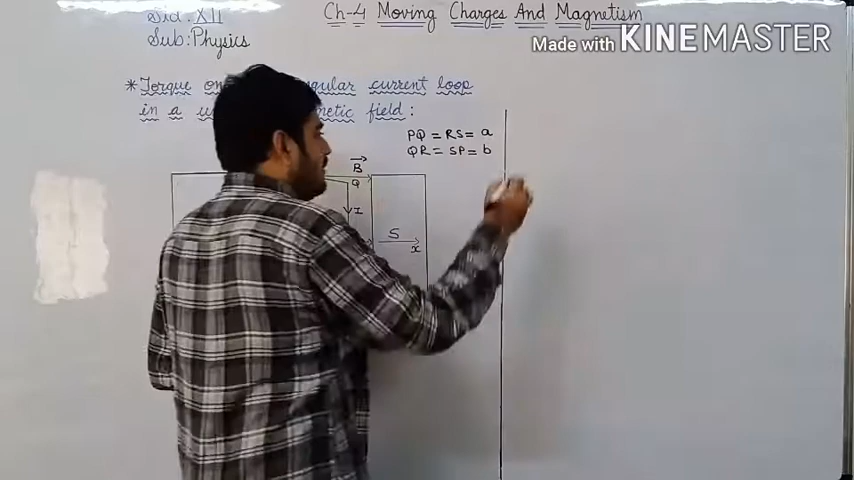 Std. XII
Sub: Physics
Ch-4 Moving Charges And Magnetism
Made with KINEMASTER
* Torque on current loop
in a field :
PQ = RS = a
QR = SP = b
B
Q
I
S
x